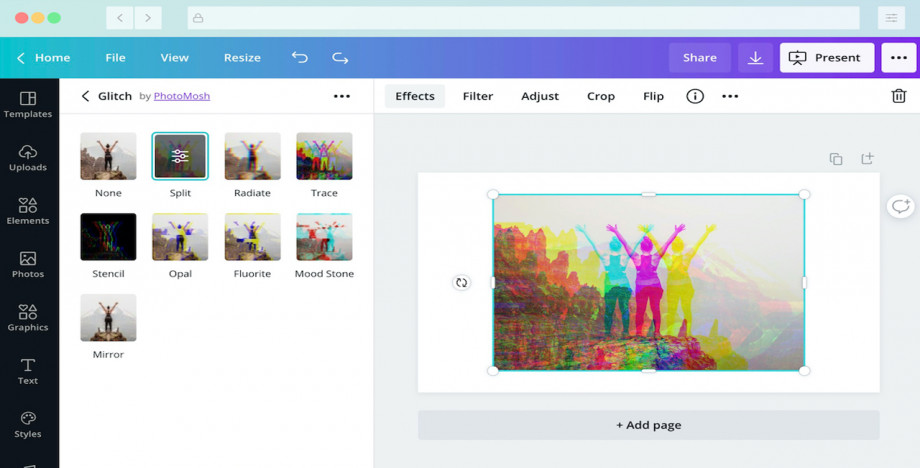 Home File View Resize Share Present
Templates
Uploads
Elements
Photos
Graphics
Text
Styles
Glitch by PhotoMosh
None Split Radiate Trace
Stencil Opal Fluorite Mood Stone
Mirror
Effects Filter Adjust Crop Flip
+ Add page